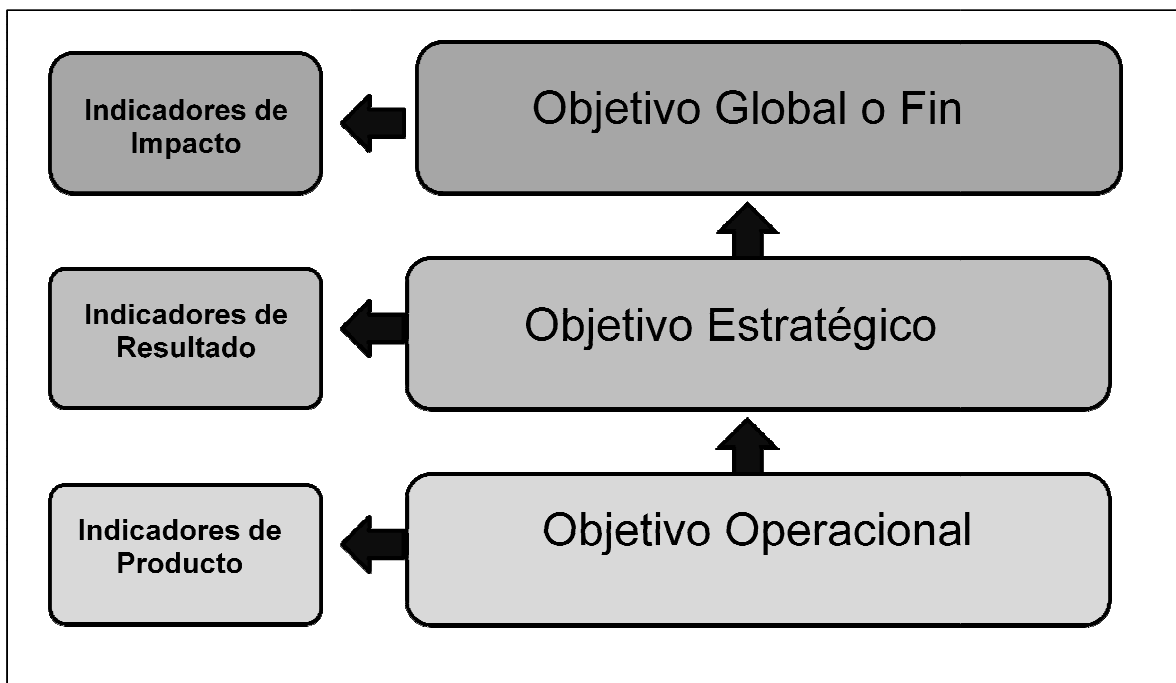 Indicadores de
Impacto
Objetivo Global o Fin
Indicadores de
Resultado
Objetivo Estratégico
Indicadores de
Producto
Objetivo Operacional